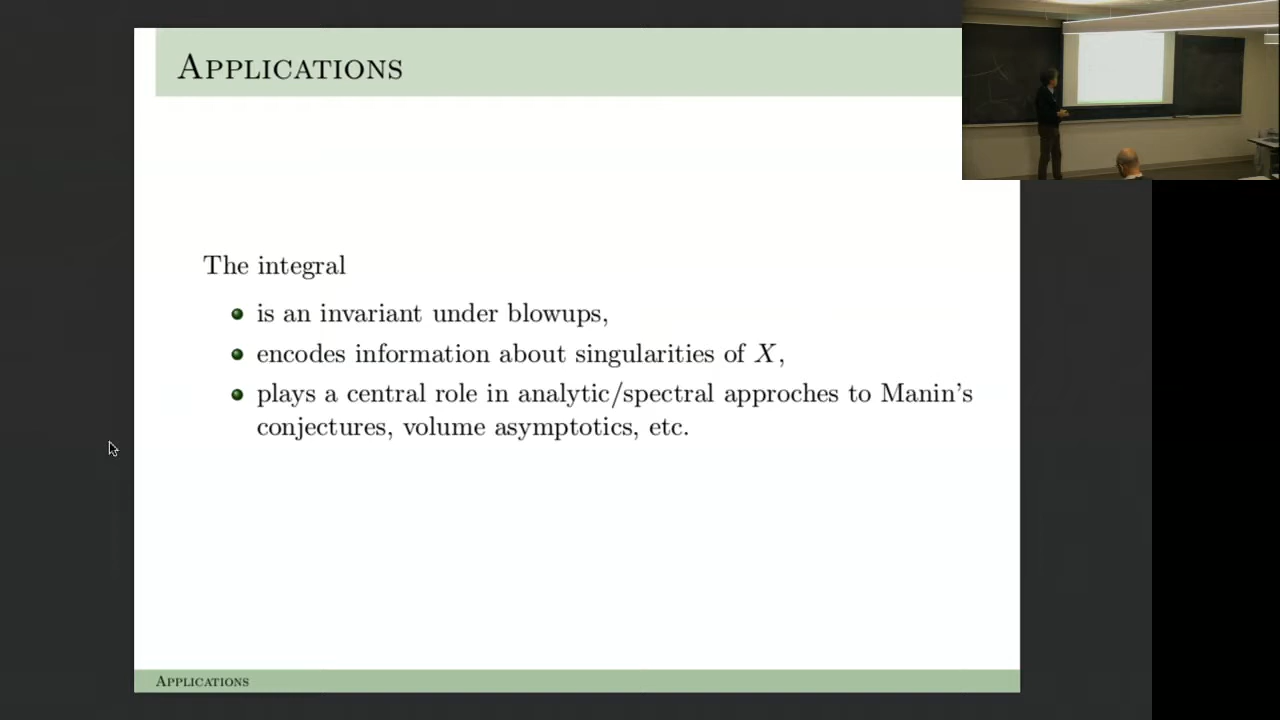 Applications
The integral
is an invariant under blowups,
encodes information about singularities of X,
plays a central role in analytic/spectral approches to Manin's
conjectures, volume asymptotics, etc.
Applications